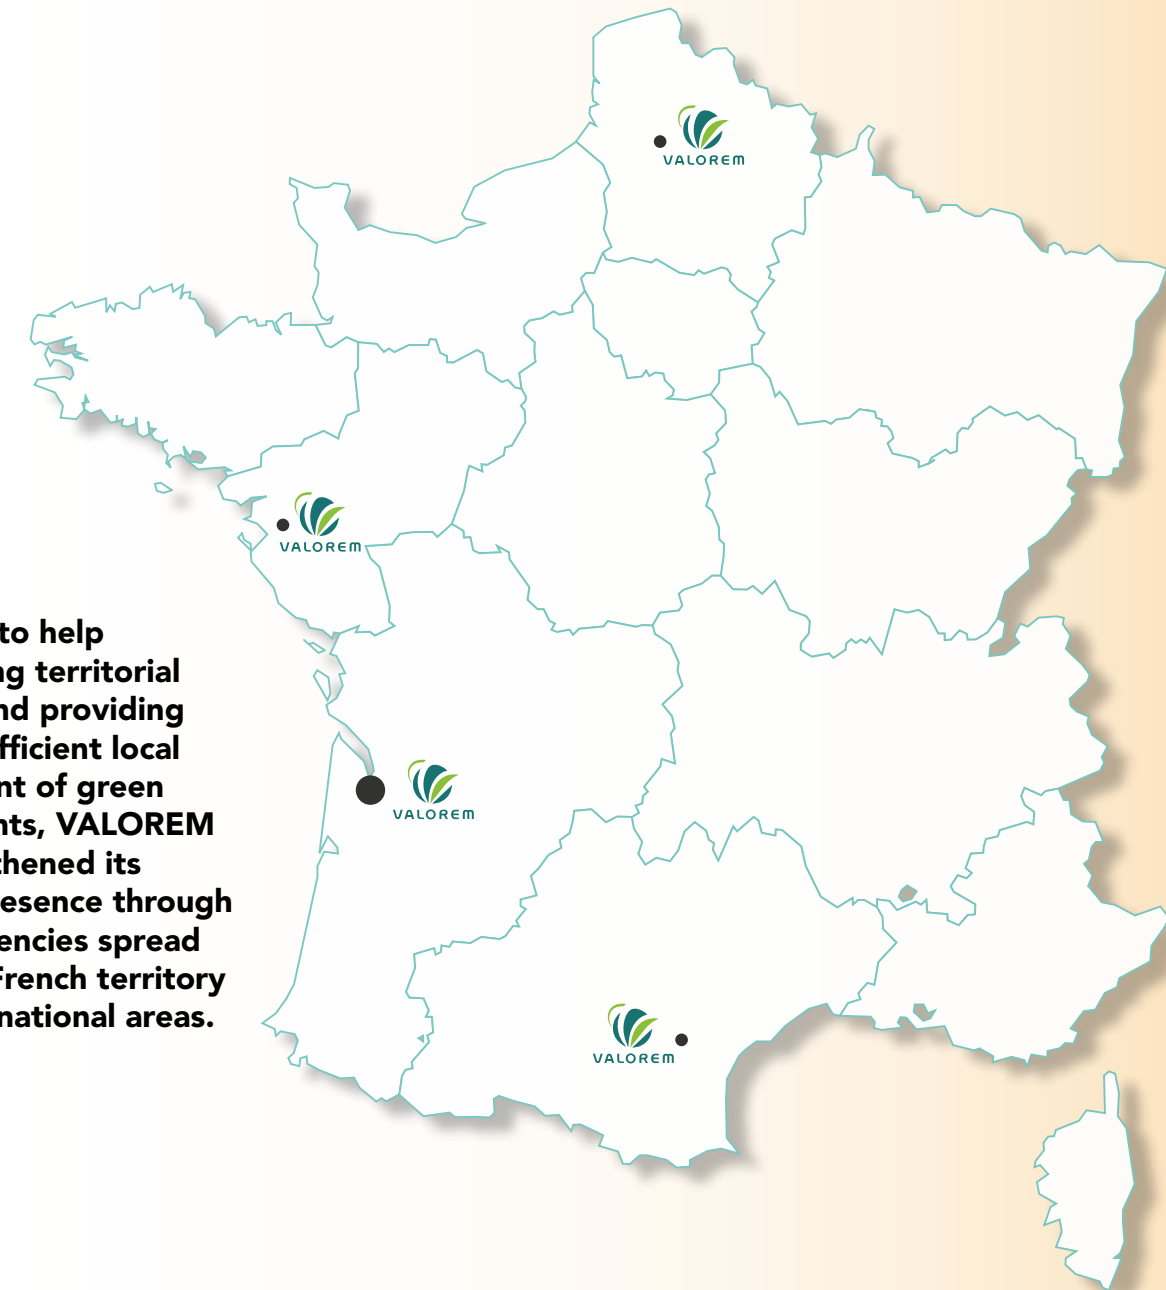 VALOREM
VALOREM
to help
ng territorial
nd providing
fficient local
nt of green
nts, VALOREM
thened its
esence through
encies spread
French territory
national areas.
VALOREM
VALOREM